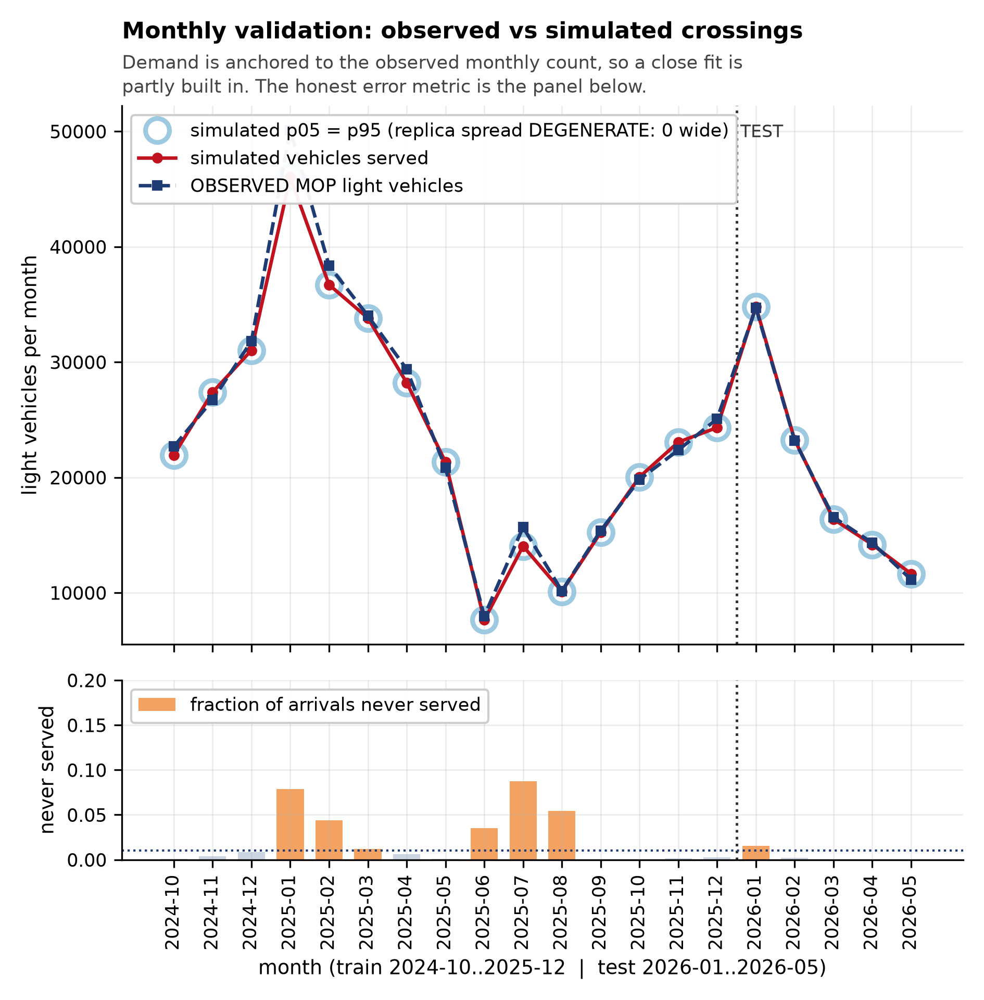 Monthly validation: observed vs simulated crossings
Demand is anchored to the observed monthly count, so a close fit is
partly built in. The honest error metric is the panel below.
simulated p05 = p95 (replica spread DEGENERATE: 0 wide)
simulated vehicles served
OBSERVED MOP light vehicles
TEST
50000
40000
30000
20000
10000
light vehicles per month
fraction of arrivals never served
0.20
0.15
0.10
0.05
0.00
never served
2024-10
2024-11
2024-12
2025-01
2025-02
2025-03
2025-04
2025-05
2025-06
2025-07
2025-08
2025-09
2025-10
2025-11
2025-12
2026-01
2026-02
2026-03
2026-04
2026-05
month (train 2024-10..2025-12 | test 2026-01..2026-05)